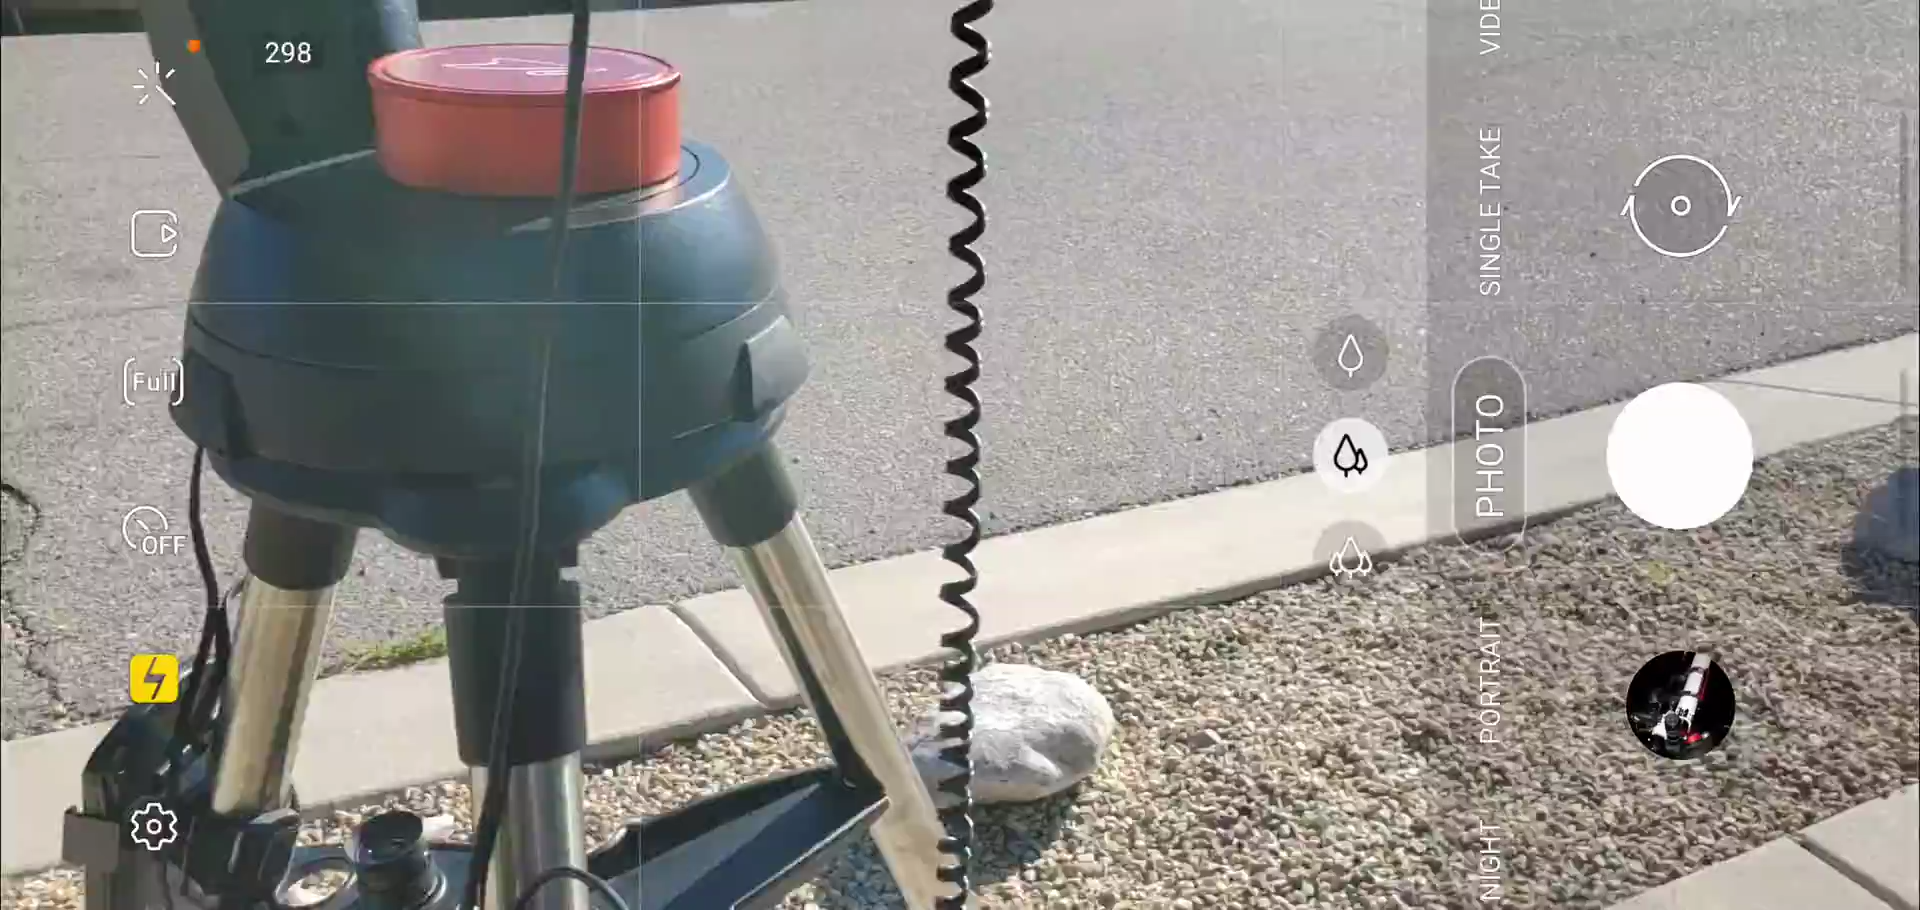 298
Full
OFF
VIDE
SINGLE TAKE
PHOTO
PORTRAIT
NIGHT